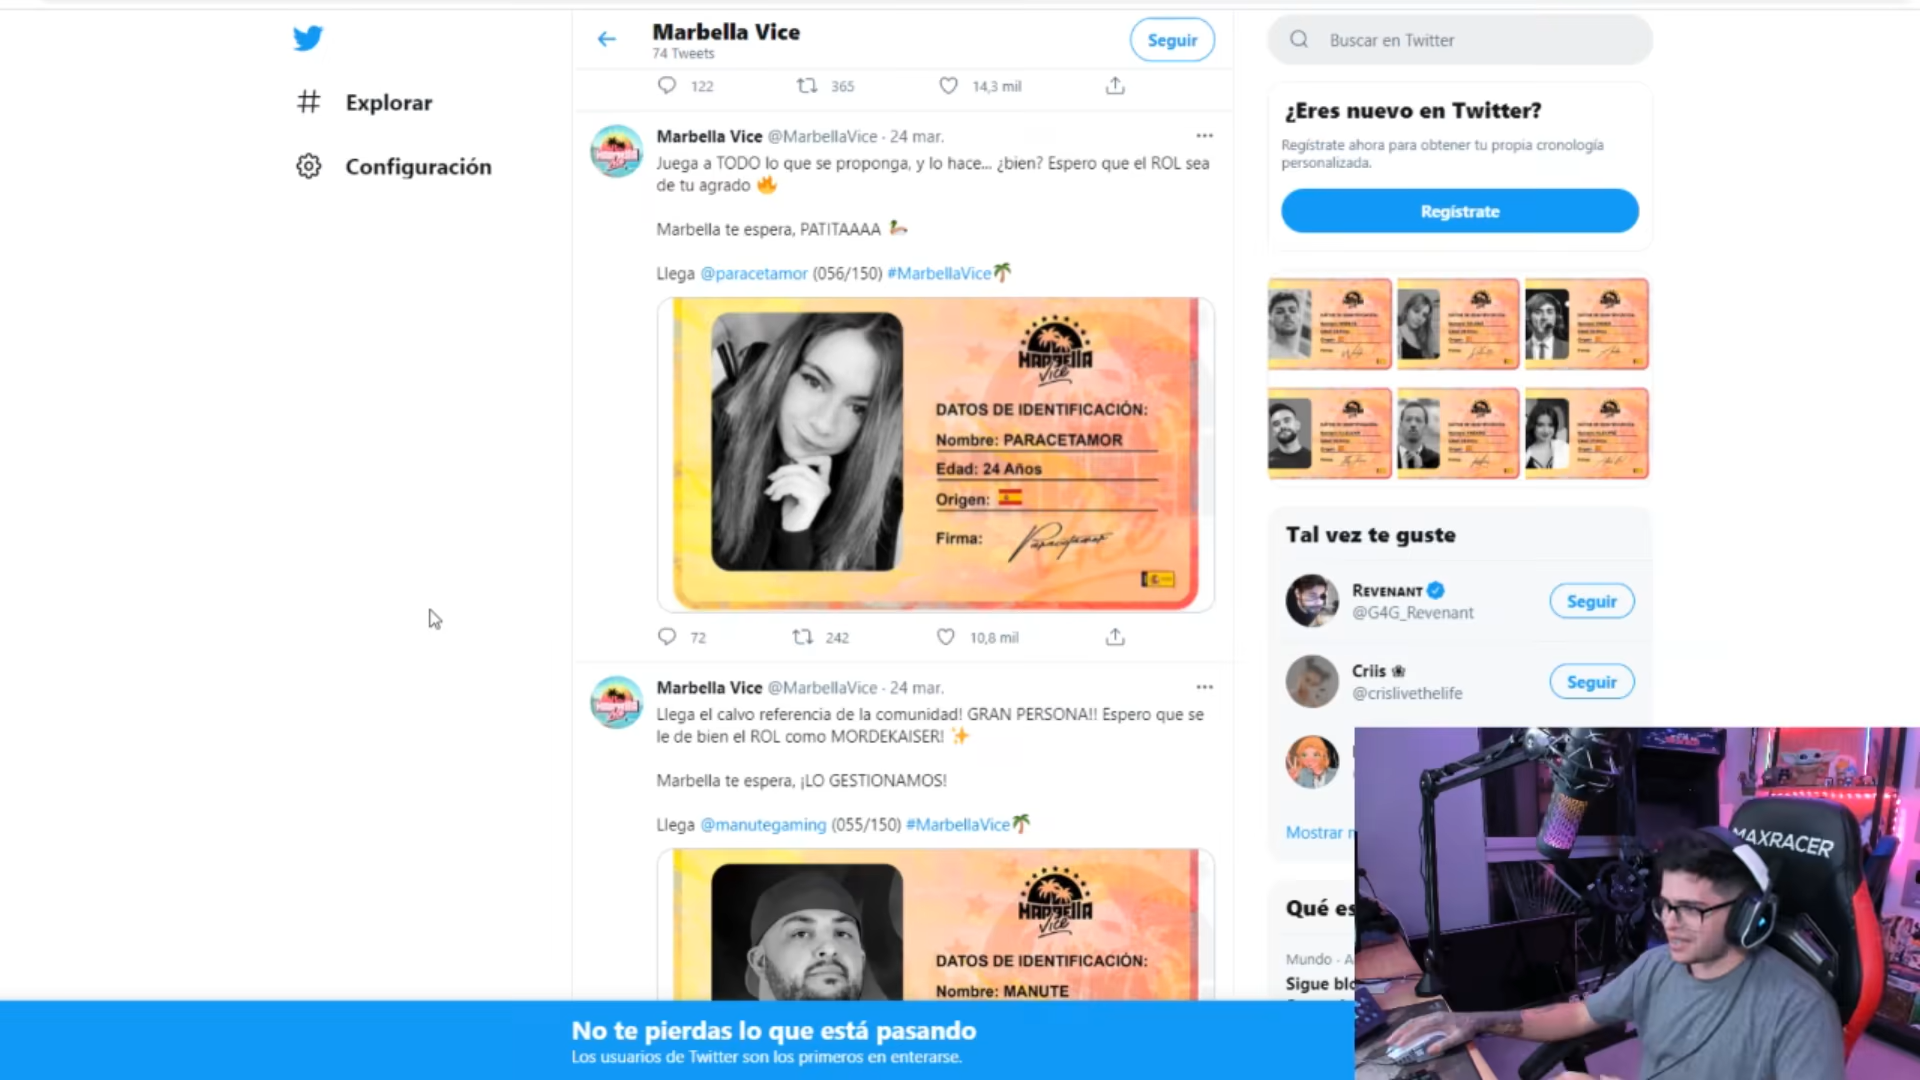 Explorar
Configuración
Marbella Vice
74 Tweets
Seguir
122 365 14,3 mil
Marbella Vice @MarbellaVice · 24 mar.
Juega a TODO lo que se proponga, y lo hace... ¿bien? Espero que el ROL sea
de tu agrado 🔥
Marbella te espera, PATITAAAA 🦆
Llega @paracetamor (056/150) #MarbellaVice🌴
MARBELLA
Vice
DATOS DE IDENTIFICACIÓN:
Nombre: PARACETAMOR
Edad: 24 Años
Origen:
Firma: Paracetamor
72 242 10,8 mil
Marbella Vice @MarbellaVice · 24 mar.
Llega el calvo referencia de la comunidad! GRAN PERSONA!! Espero que se
le de bien el ROL como MORDEKAISER! ✨
Marbella te espera, ¡LO GESTIONAMOS!
Llega @manutegaming (055/150) #MarbellaVice🌴
MARBELLA
Vice
DATOS DE IDENTIFICACIÓN:
Nombre: MANUTE
No te pierdas lo que está pasando
Los usuarios de Twitter son los primeros en enterarse.
Buscar en Twitter
¿Eres nuevo en Twitter?
Regístrate ahora para obtener tu propia cronología
personalizada.
Regístrate
Tal vez te guste
REVENANT
@G4G_Revenant
Seguir
Criis ❀
@crislivethelife
Seguir
Mostrar
Qué es
Mundo · A
Sigue blo
MAXRACER